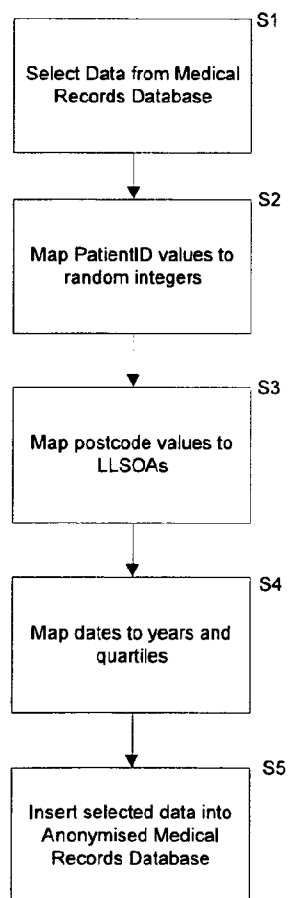 S1
Select Data from Medical
Records Database
S2
Map PatientID values to
random integers
S3
Map postcode values to
LLSOAs
S4
Map dates to years and
quartiles
S5
Insert selected data into
Anonymised Medical
Records Database